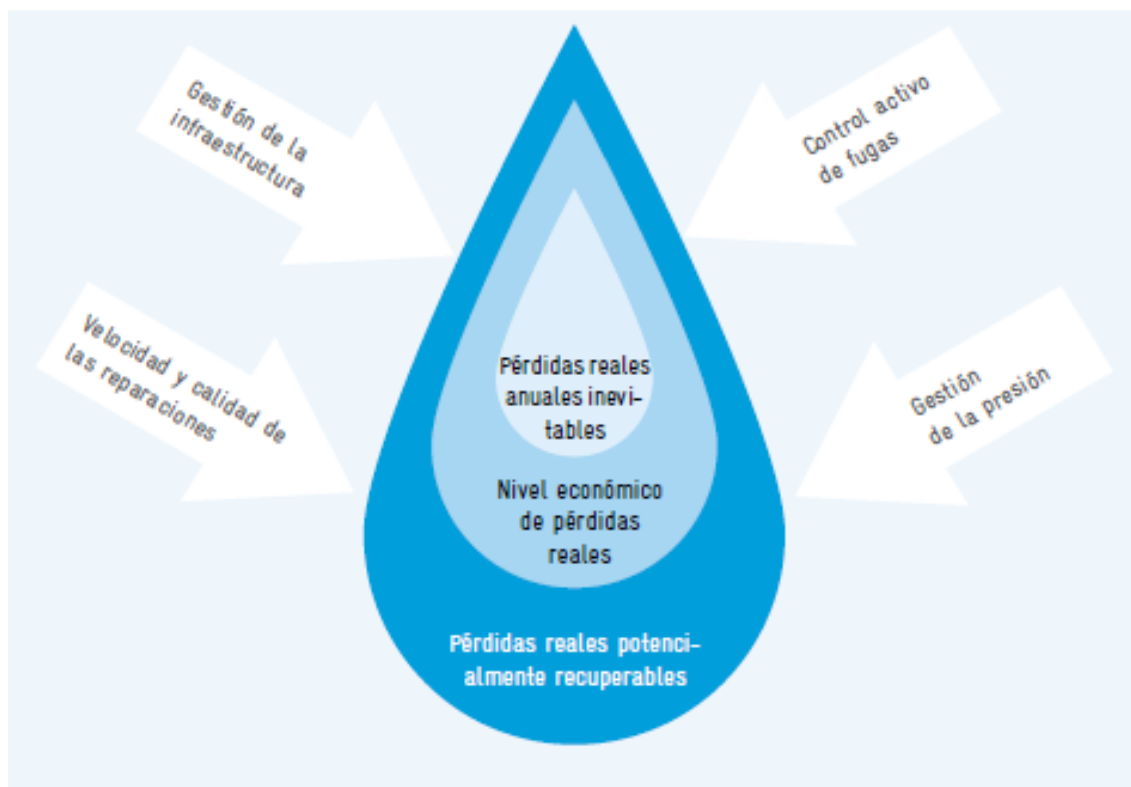 Gestión de la
infraestructura
Control activo
de fugas
Velocidad y calidad de
las reparaciones
Gestión
de la presión
Pérdidas reales
anuales inevi-
tables
Nivel económico
de pérdidas
reales
Pérdidas reales potenci-
almente recuperables